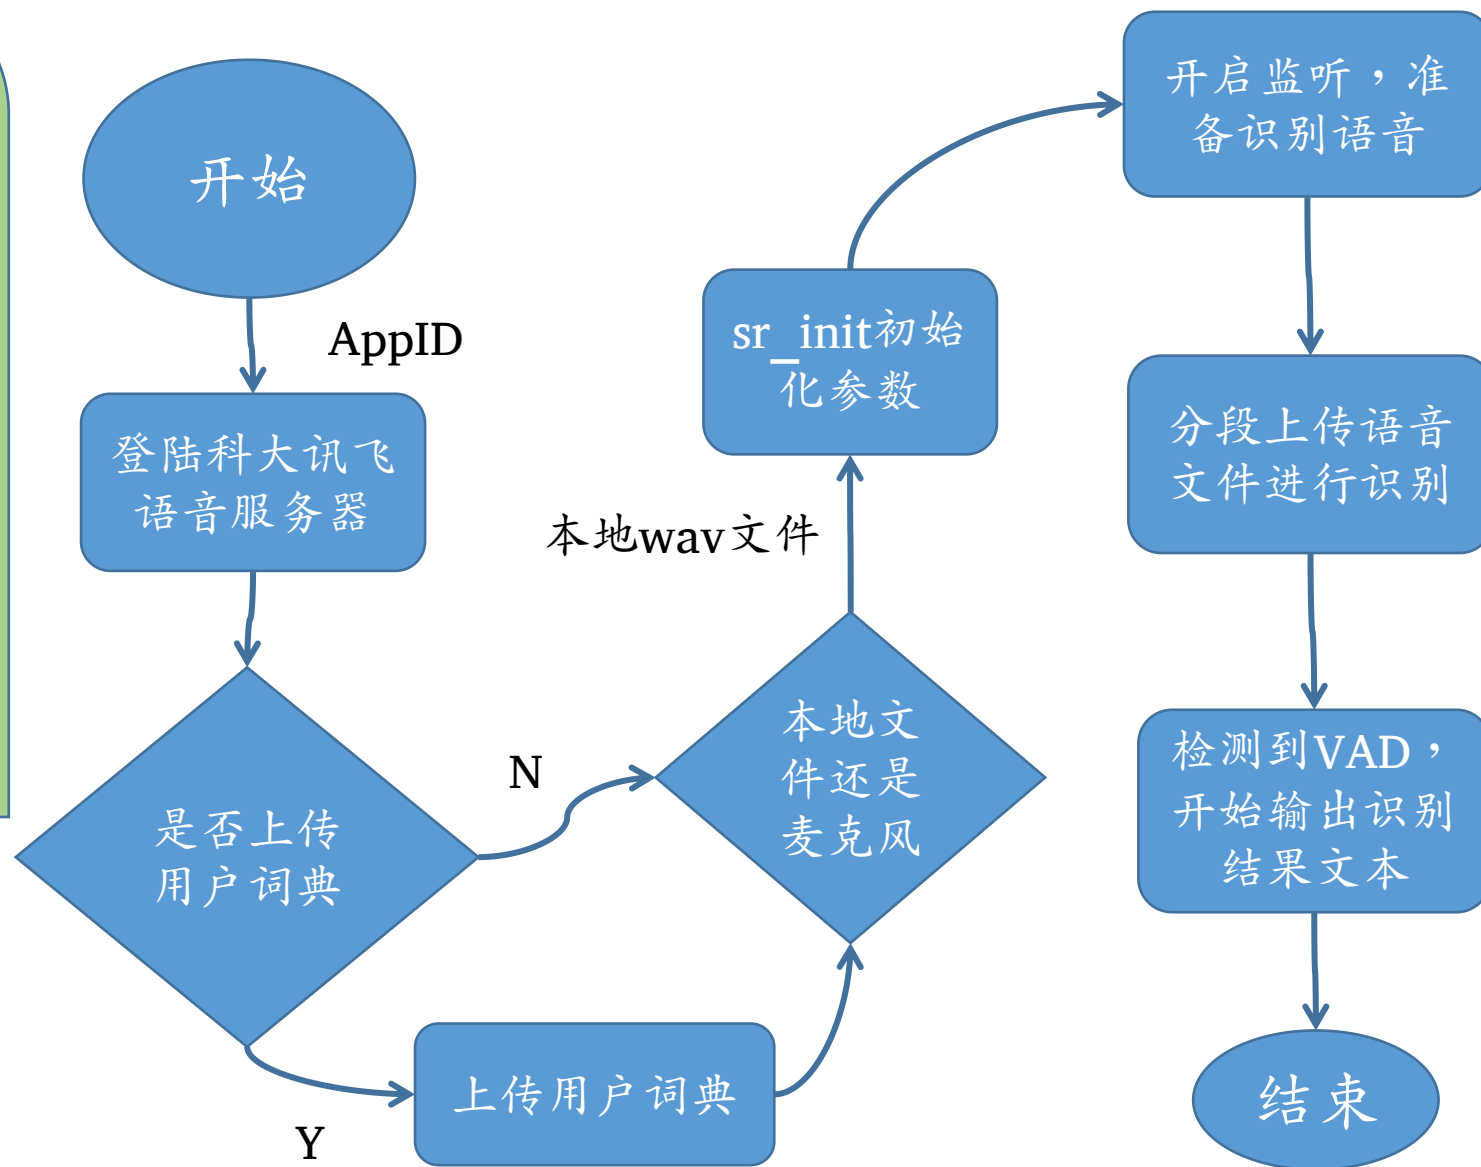 开始
AppID
登陆科大讯飞
语音服务器
是否上传
用户词典
N
Y
上传用户词典
本地文
件还是
麦克风
本地wav文件
sr_init初始
化参数
开启监听，准
备识别语音
分段上传语音
文件进行识别
检测到VAD，
开始输出识别
结果文本
结束